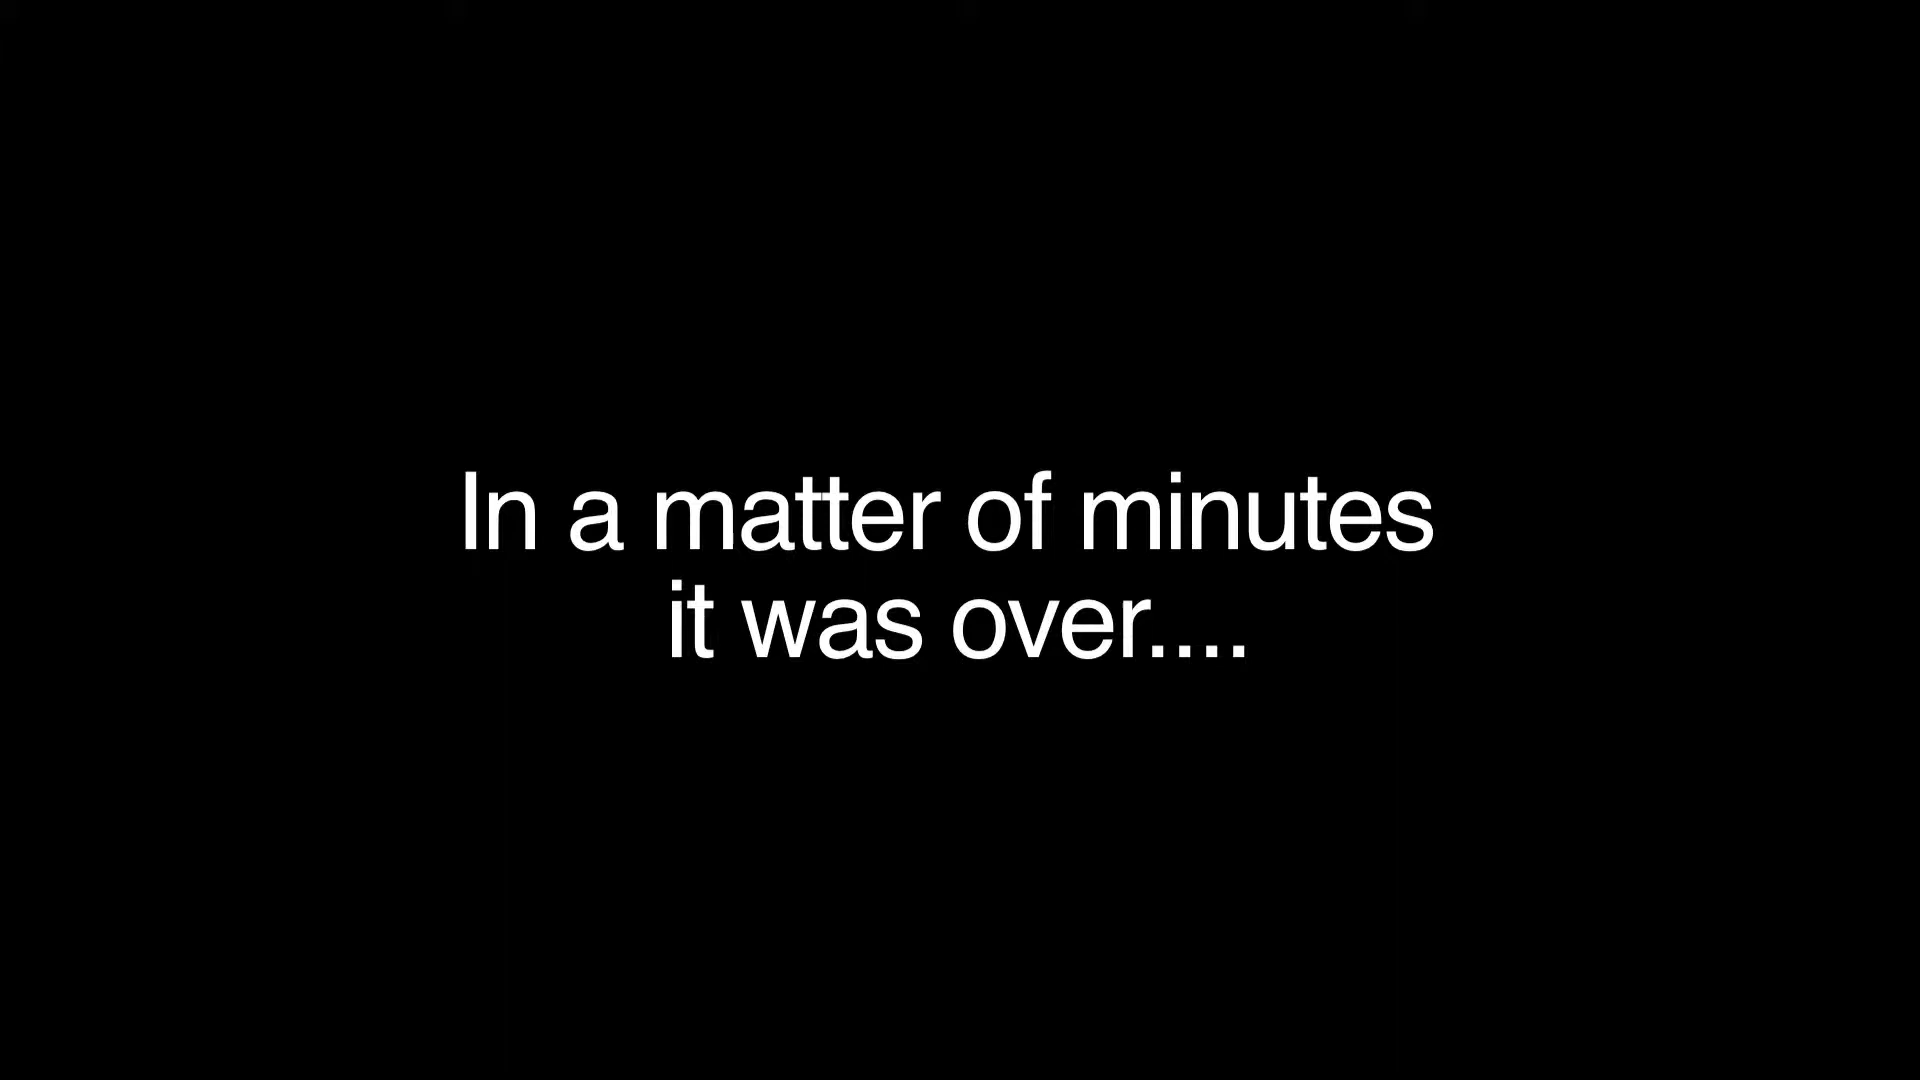 In a matter of minutes
it was over....